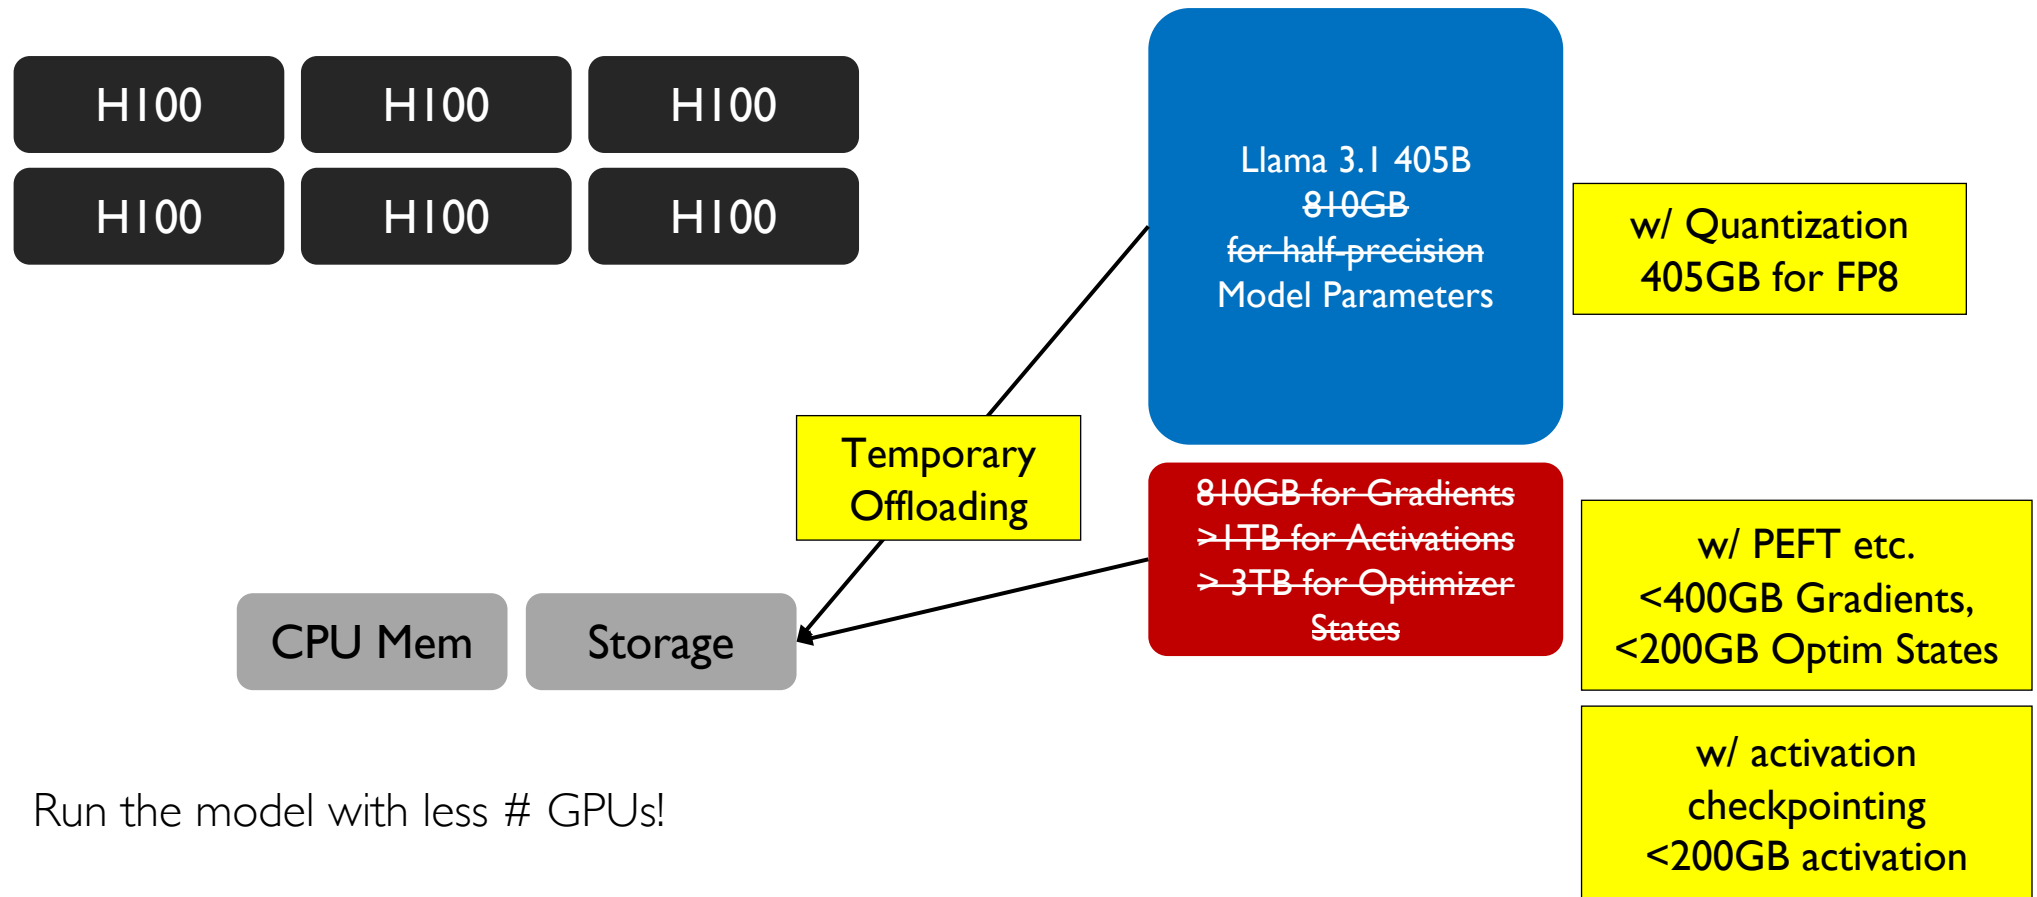 H100 H100 H100
H100 H100 H100
Llama 3.1 405B
810GB
for half-precision
Model Parameters
w/ Quantization
405GB for FP8
Temporary
Offloading
810GB for Gradients
>1TB for Activations
> 3TB for Optimizer
States
w/ PEFT etc.
<400GB Gradients,
<200GB Optim States
CPU Mem Storage
w/ activation
checkpointing
<200GB activation
Run the model with less # GPUs!